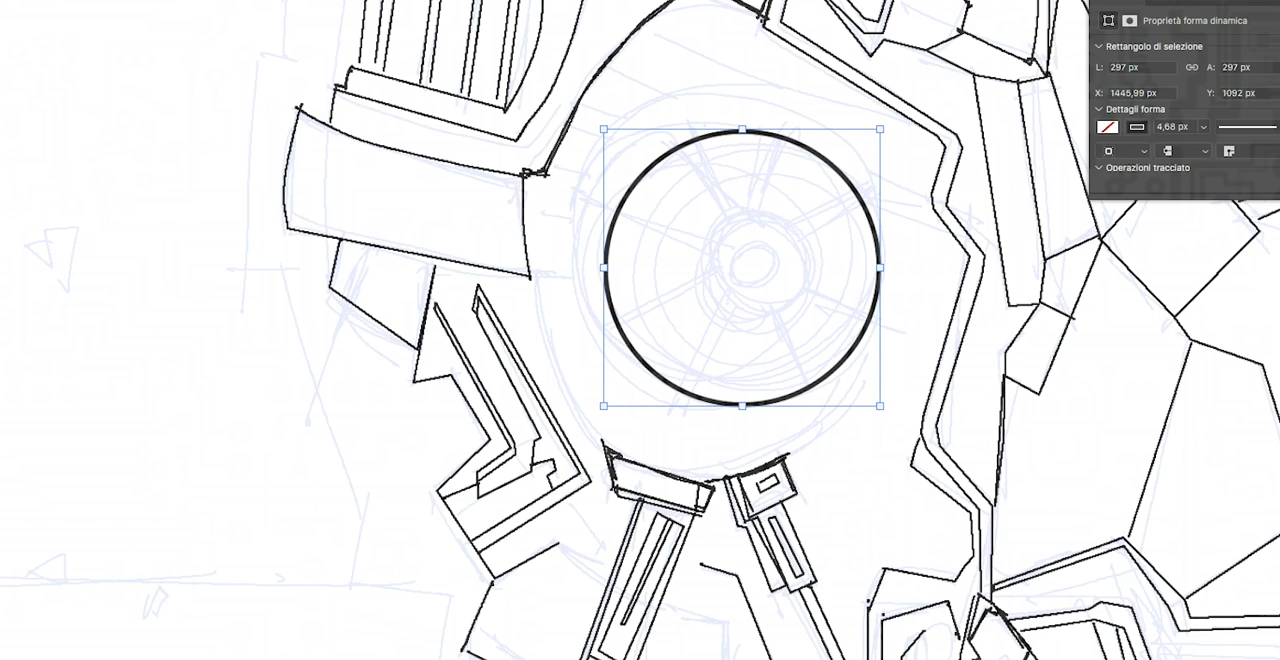 Proprietà forma dinamica
Rettangolo di selezione
L: 297 px A: 297 px
X: 1445,99 px Y: 1092 px
Dettagli forma
4,68 px
Operazioni tracciato